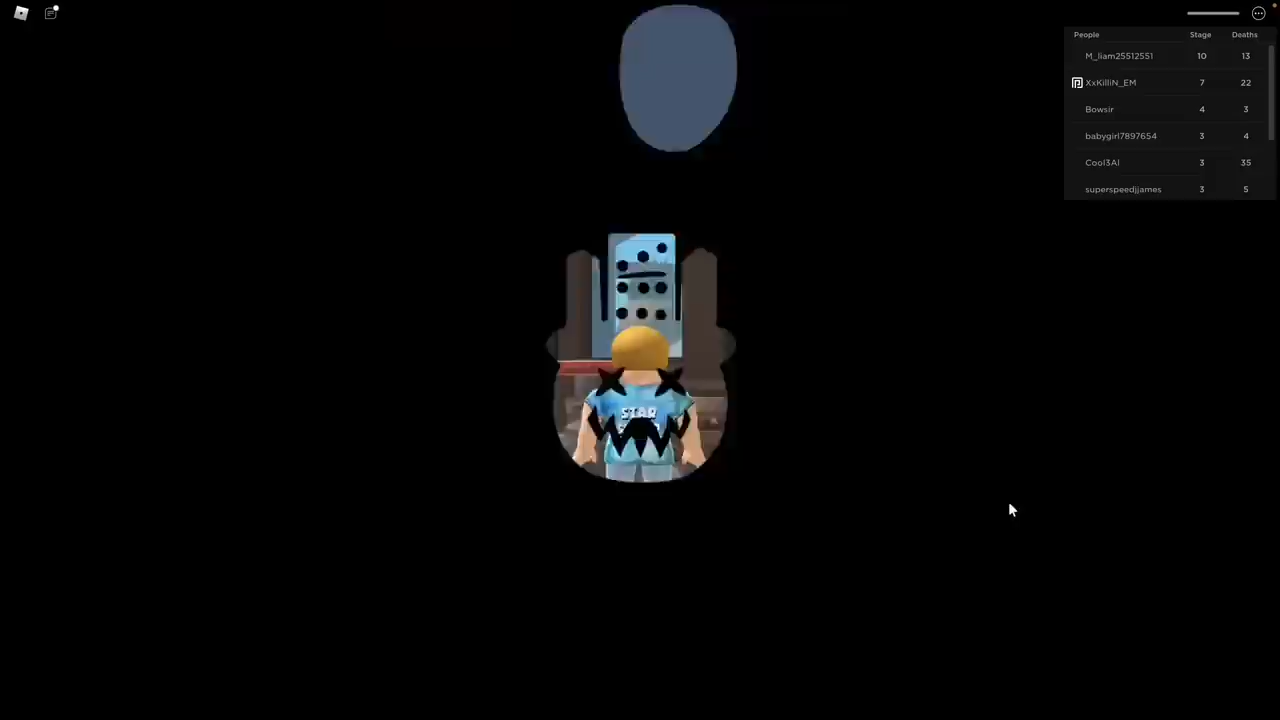 People Stage Deaths
M_liam25512551 10 13
XxKilliN_EM 7 22
Bowsir 4 3
babygirl7897654 3 4
Cool3Al 3 35
superspeedjjames 3 5
STAR